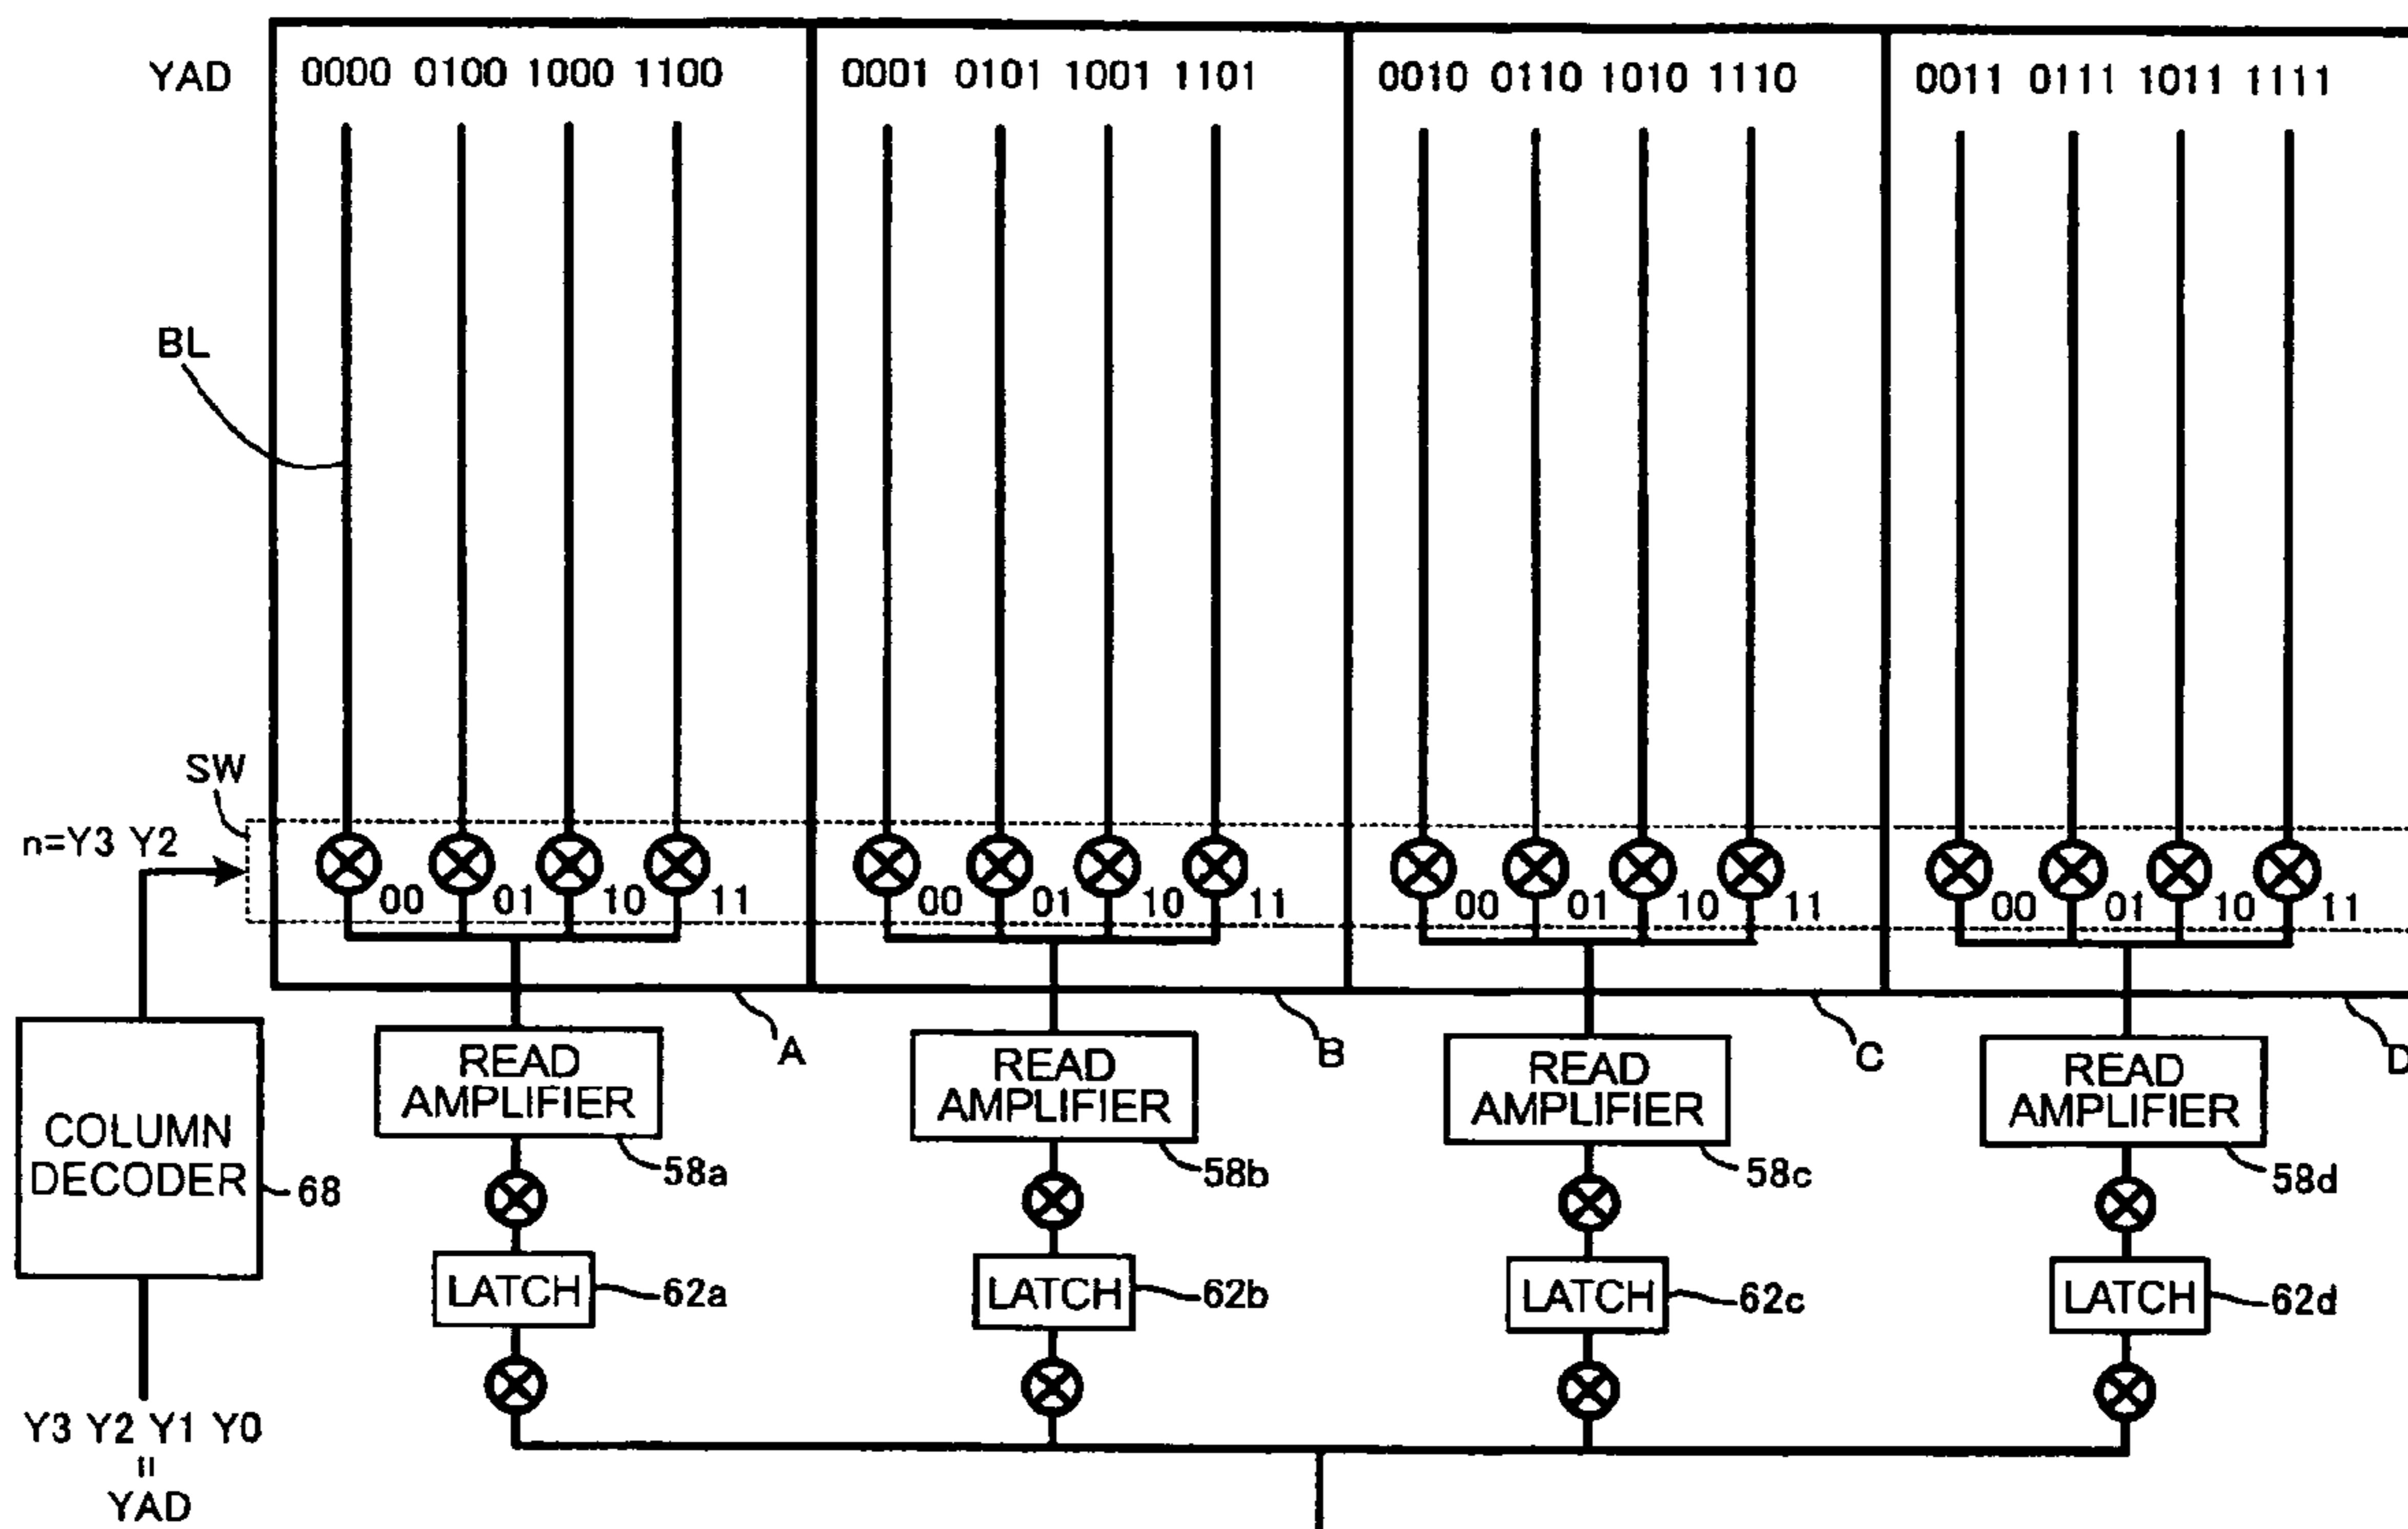 YAD 0000 0100 1000 1100 0001 0101 1001 1101 0010 0110 1010 1110 0011 0111 1011 1111
BL
SW
n=Y3 Y2
00 01 10 11 00 01 10 11 00 01 10 11 00 01 10 11
A B C D
COLUMN
DECODER
68
READ
AMPLIFIER
58a
READ
AMPLIFIER
58b
READ
AMPLIFIER
58c
READ
AMPLIFIER
58d
LATCH 62a
LATCH 62b
LATCH 62c
LATCH 62d
Y3 Y2 Y1 Y0
=
YAD